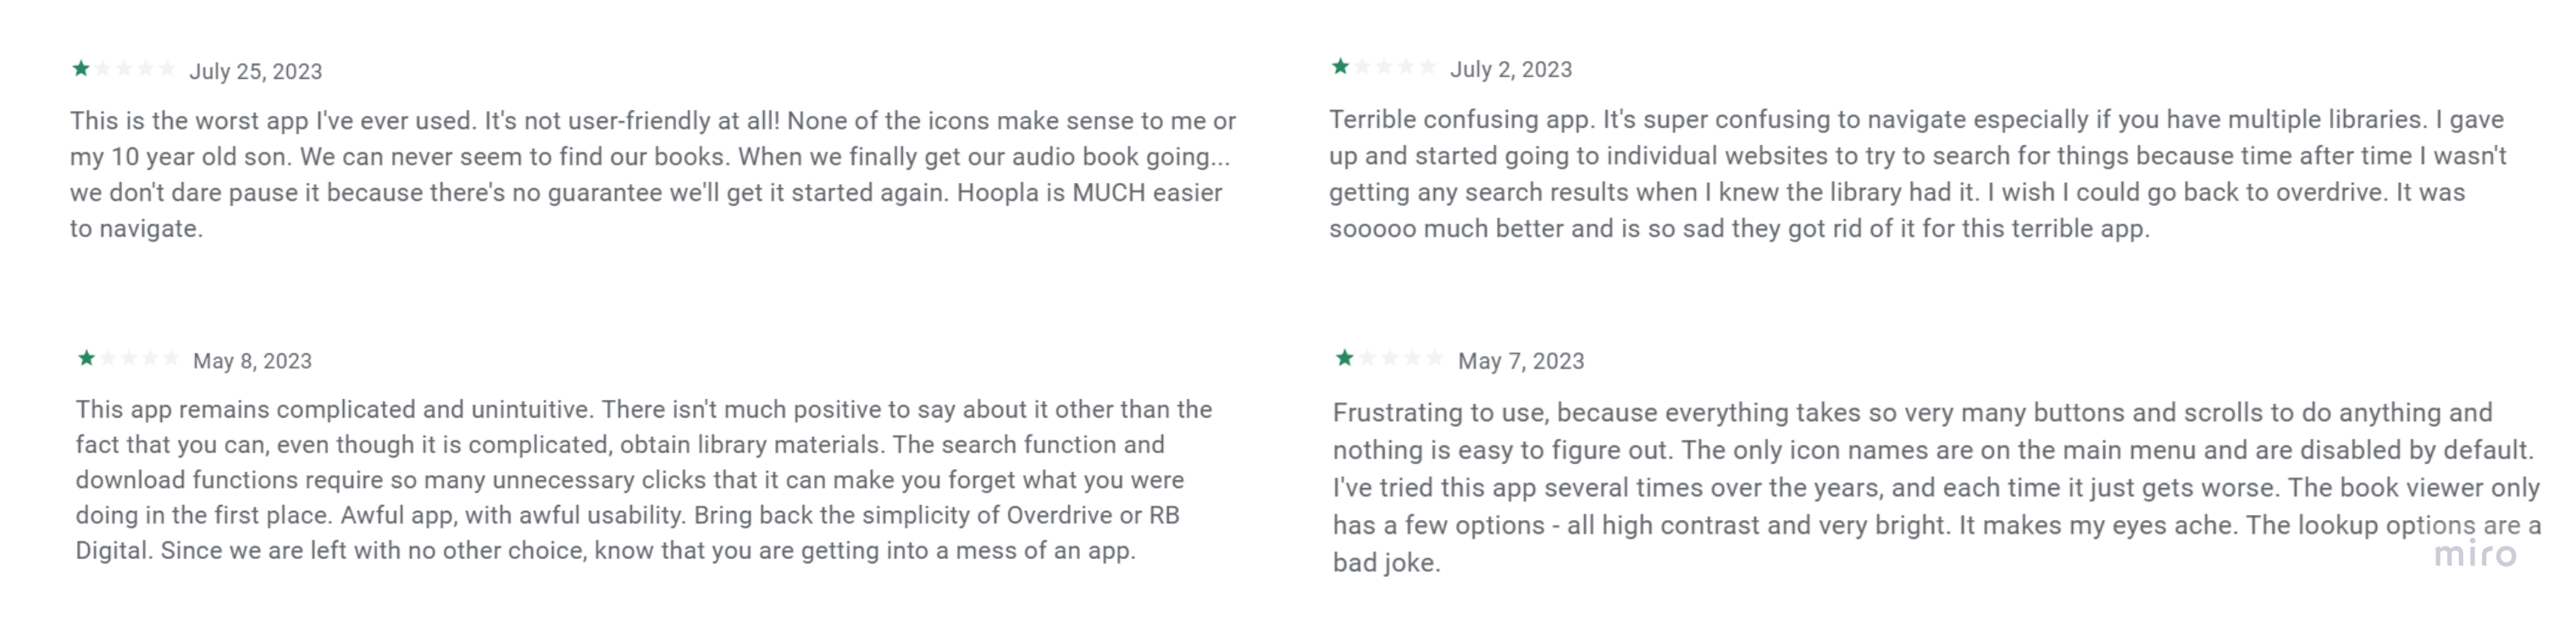 July 25, 2023
This is the worst app I've ever used. It's not user-friendly at all! None of the icons make sense to me or
my 10 year old son. We can never seem to find our books. When we finally get our audio book going...
we don't dare pause it because there's no guarantee we'll get it started again. Hoopla is MUCH easier
to navigate.
July 2, 2023
Terrible confusing app. It's super confusing to navigate especially if you have multiple libraries. I gave
up and started going to individual websites to try to search for things because time after time I wasn't
getting any search results when I knew the library had it. I wish I could go back to overdrive. It was
sooooo much better and is so sad they got rid of it for this terrible app.
May 8, 2023
This app remains complicated and unintuitive. There isn't much positive to say about it other than the
fact that you can, even though it is complicated, obtain library materials. The search function and
download functions require so many unnecessary clicks that it can make you forget what you were
doing in the first place. Awful app, with awful usability. Bring back the simplicity of Overdrive or RB
Digital. Since we are left with no other choice, know that you are getting into a mess of an app.
May 7, 2023
Frustrating to use, because everything takes so very many buttons and scrolls to do anything and
nothing is easy to figure out. The only icon names are on the main menu and are disabled by default.
I've tried this app several times over the years, and each time it just gets worse. The book viewer only
has a few options - all high contrast and very bright. It makes my eyes ache. The lookup options are a
bad joke.
miro